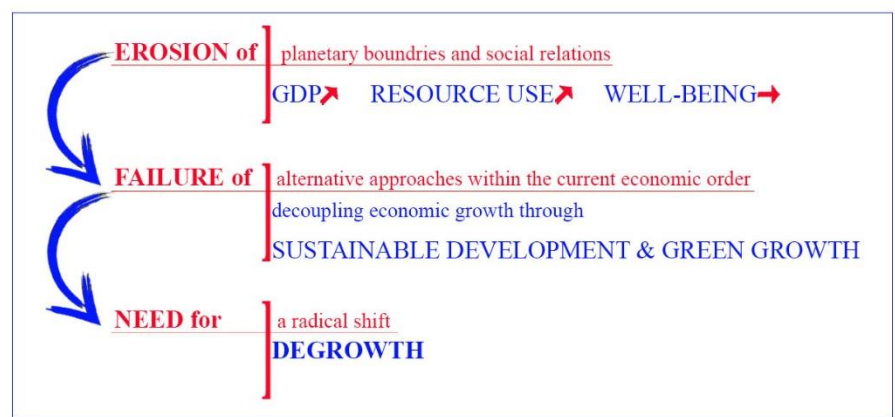 EROSION of planetary boundries and social relations
GDP RESOURCE USE WELL-BEING
FAILURE of alternative approaches within the current economic order
decoupling economic growth through
SUSTAINABLE DEVELOPMENT & GREEN GROWTH
NEED for a radical shift
DEGROWTH